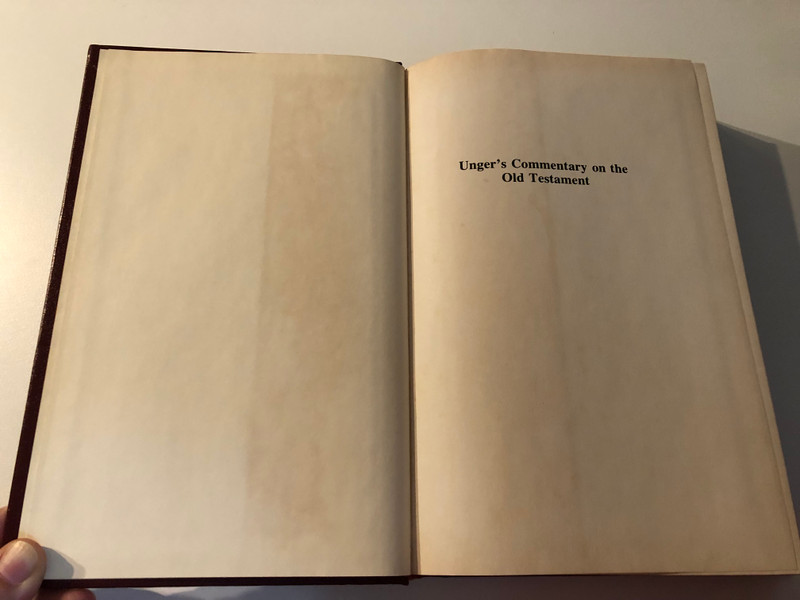 Unger's Commentary on the
Old Testament